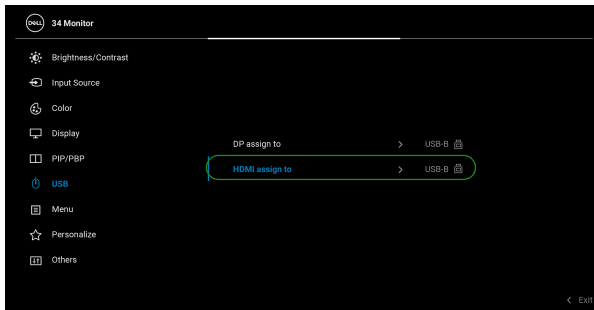 DELL 34 Monitor
Brightness/Contrast
Input Source
Color
Display
DP assign to USB-B
PIP/PBP
HDMI assign to USB-B
USB
Menu
Personalize
Others
Exit